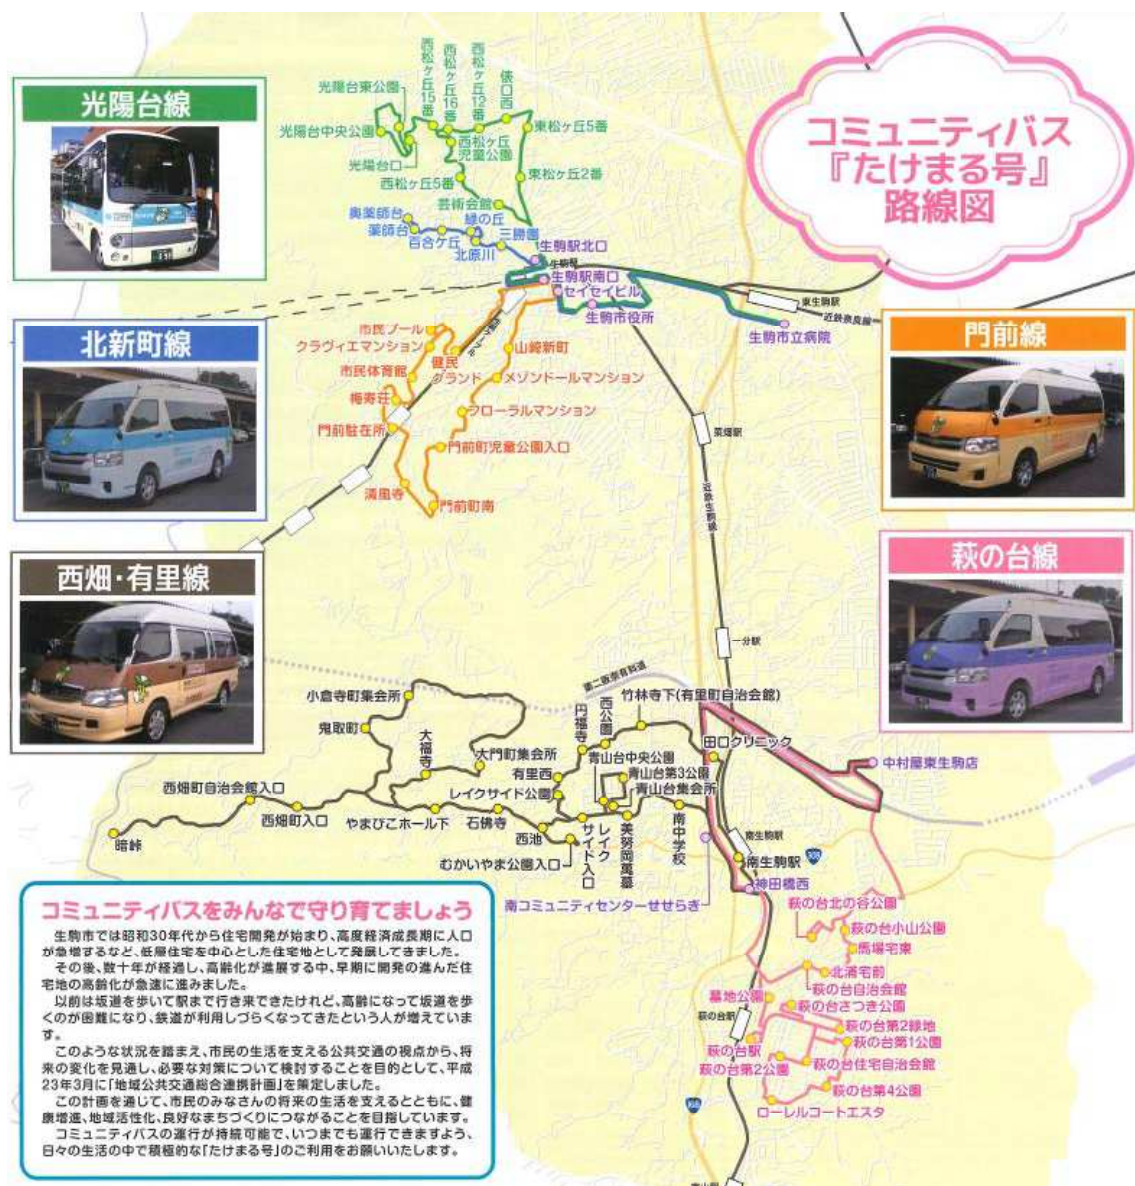 コミュニティバス
『たけまる号』
路線図
光陽台線
北新町線
西畑・有里線
門前線
萩の台線
光陽台東公園
西松ヶ丘15番
西松ヶ丘16番
西松ヶ丘12番
俵口西
光陽台中央公園
東松ヶ丘5番
西松ヶ丘
児童公園
光陽台口
西松ヶ丘5番
東松ヶ丘2番
芸術会館
奥薬師台
薬師台
緑の丘
百合ケ丘
三勝園
北原川
生駒駅北口
生駒駅
生駒駅南口
セイセイビル
生駒市役所
東生駒駅
近鉄奈良線
生駒市立病院
市民プール
クラヴィエマンション
健民
グランド
山崎新町
市民体育館
メゾンドールマンション
梅寿荘
フローラルマンション
門前駐在所
門前町児童公園入口
清風寺
門前町南
菜畑駅
近鉄生駒線
一分駅
第二阪奈有料道
小倉寺町集会所
鬼取町
大福寺
大門町集会所
円福寺
西公園
竹林寺下(有里町自治会館)
青山台中央公園
田口クリニック
有里西
青山台第3公園
レイクサイド公園
青山台集会所
中村屋東生駒店
西畑町自治会館入口
西畑町入口
やまびこホール下
石佛寺
西池
レイク
サイド入口
美努岡萬墓
南中学校
暗峠
むかいやま公園入口
南生駒駅
南生駒駅
308
神田橋西
南コミュニティセンターせせらぎ
萩の台北の谷公園
萩の台小山公園
馬場宅東
北浦宅前
萩の台自治会館
墓地公園
萩の台さつき公園
萩の台駅
萩の台第2緑地
萩の台第1公園
萩の台駅
萩の台第2公園
萩の台住宅自治会館
萩の台第4公園
ローレルコートエスタ
168
コミュニティバスをみんなで守り育てましょう
生駒市では昭和30年代から住宅開発が始まり、高度経済成長期に人口
が急増するなど、低層住宅を中心とした住宅地として発展してきました。
その後、数十年が経過し、高齢化が進展する中、早期に開発の進んだ住
宅地の高齢化が急速に進みました。
以前は坂道を歩いて駅まで行き来できたけれど、高齢になって坂道を歩
くのが困難になり、鉄道が利用しづらくなってきたという人が増えていま
す。
このような状況を踏まえ、市民の生活を支える公共交通の視点から、将
来の変化を見通し、必要な対策について検討することを目的として、平成
23年3月に「地域公共交通総合連携計画」を策定しました。
この計画を通じて、市民のみなさんの将来の生活を支えるとともに、健
康増進、地域活性化、良好なまちづくりにつながることを目指しています。
コミュニティバスの運行が持続可能で、いつまでも運行できますよう、
日々の生活の中で積極的な「たけまる号」のご利用をお願いいたします。